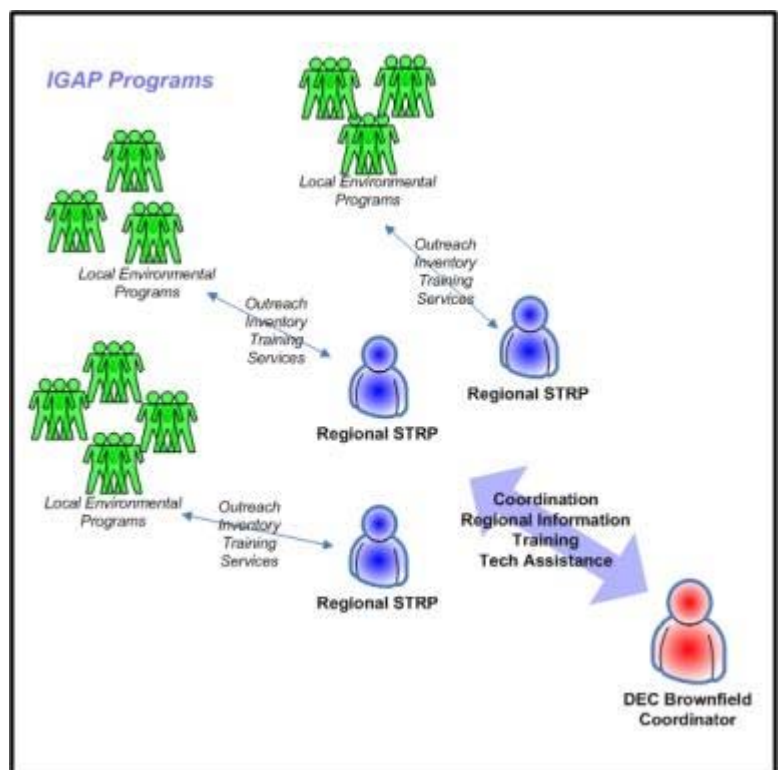 IGAP Programs
Local Environmental
Programs
Outreach
Inventory
Training
Services
Regional STRP
Local Environmental
Programs
Outreach
Inventory
Training
Services
Regional STRP
Local Environmental
Programs
Outreach
Inventory
Training
Services
Regional STRP
Coordination
Regional Information
Training
Tech Assistance
DEC Brownfield
Coordinator